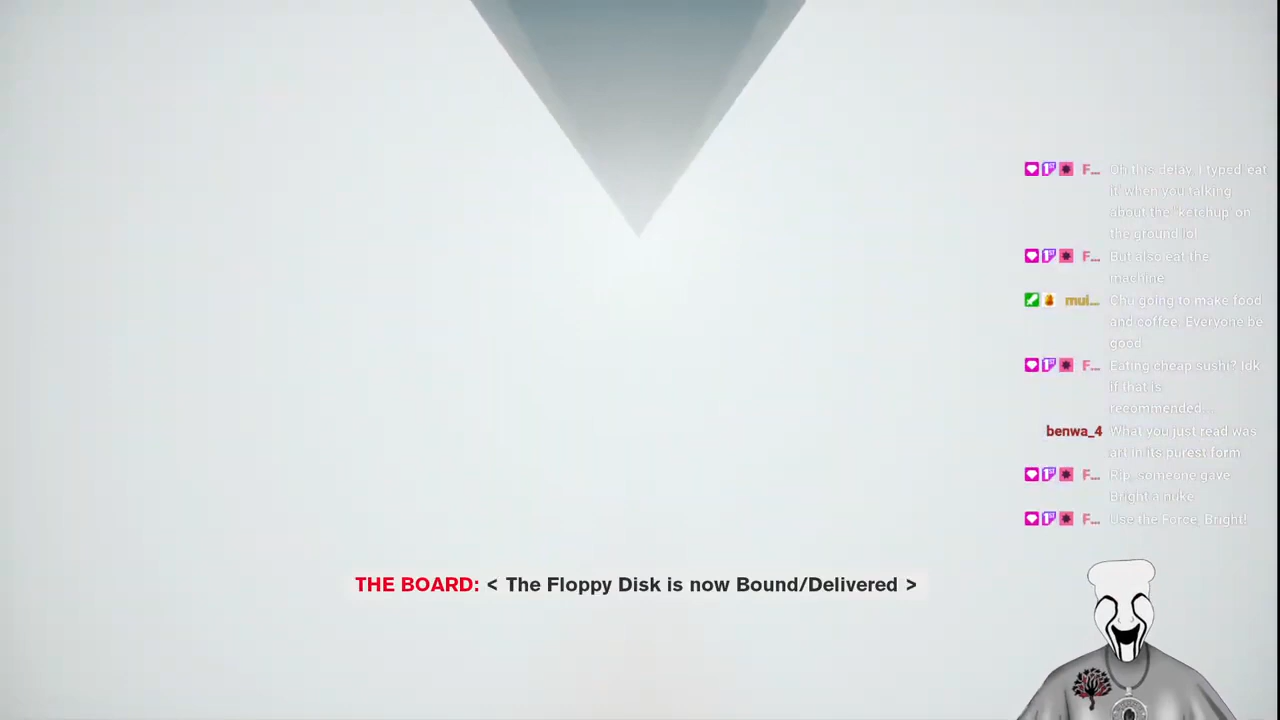 F... Oh this delay, i typed 'eat
it' when you talking
about the "ketchup" on
the ground lol
F... But also eat the
machine
mul... Chu going to make food
and coffee. Everyone be
good
F... Eating cheap sushi? Idk
if that is
recommended...
benwa_4 What you just read was
art in its purest form
F... Rip, someone gave
Bright a nuke
F... Use the Force, Bright!
THE BOARD: < The Floppy Disk is now Bound/Delivered >